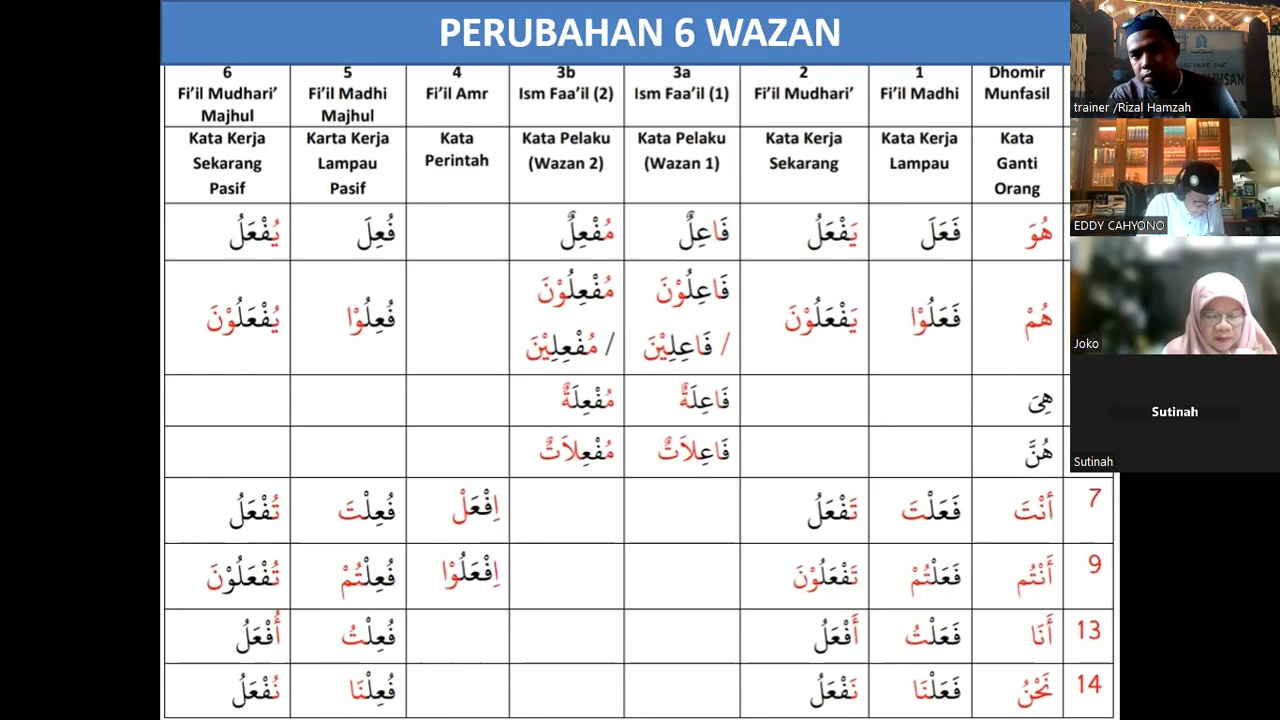 PERUBAHAN 6 WAZAN
6 5 4 3b 3a 2 1 Dhomir
Fi’il Mudhari’ Fi’il Madhi Fi’il Amr Ism Faa’il (2) Ism Faa’il (1) Fi’il Mudhari’ Fi’il Madhi Munfasil
Majhul Majhul
Kata Kerja Karta Kerja Kata Kata Pelaku Kata Pelaku Kata Kerja Kata Kerja Kata
Sekarang Lampau Perintah (Wazan 2) (Wazan 1) Sekarang Lampau Ganti
Pasif Pasif Orang
هُوَ فَعَلَ يَفْعَلُ فَاعِلٌ مُفْعِلٌ فُعِلَ يُفْعَلُ
هُمْ فَعَلُوْا يَفْعَلُوْنَ فَاعِلُوْنَ مُفْعِلُوْنَ فُعِلُوْا يُفْعَلُوْنَ
/ فَاعِلِيْنَ / مُفْعِلِيْنَ
هِىَ فَاعِلَةٌ مُفْعِلَةٌ
هُنَّ فَاعِلاَتٌ مُفْعِلاَتٌ
7 أَنْتَ فَعَلْتَ تَفْعَلُ اِفْعَلْ فُعِلْتَ تُفْعَلُ
9 أَنْتُم فَعَلْتُمْ تَفْعَلُوْنَ اِفْعَلُوْا فُعِلْتُمْ تُفْعَلُوْنَ
13 أَنَا فَعَلْتُ أَفْعَلُ فُعِلْتُ أُفْعَلُ
14 نَحْنُ فَعَلْنَا نَفْعَلُ فُعِلْنَا نُفْعَلُ
trainer /Rizal Hamzah
EDDY CAHYONO
Joko
Sutinah
Sutinah